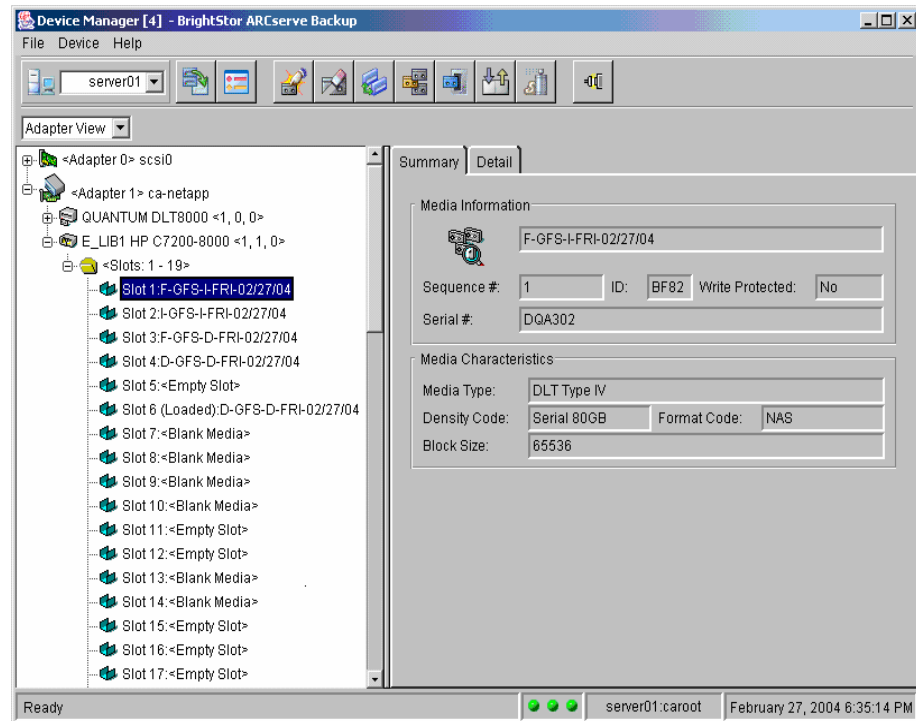 Device Manager [4] - BrightStor ARCserve Backup
File Device Help
server01
Adapter View
<Adapter 0> scsi0
<Adapter 1> ca-netapp
QUANTUM DLT8000 <1, 0, 0>
E_LIB1 HP C7200-8000 <1, 1, 0>
<Slots: 1 - 19>
Slot 1:F-GFS-I-FRI-02/27/04
Slot 2:I-GFS-I-FRI-02/27/04
Slot 3:F-GFS-D-FRI-02/27/04
Slot 4:D-GFS-D-FRI-02/27/04
Slot 5:<Empty Slot>
Slot 6 (Loaded):D-GFS-D-FRI-02/27/04
Slot 7:<Blank Media>
Slot 8:<Blank Media>
Slot 9:<Blank Media>
Slot 10:<Blank Media>
Slot 11:<Empty Slot>
Slot 12:<Empty Slot>
Slot 13:<Blank Media>
Slot 14:<Blank Media>
Slot 15:<Empty Slot>
Slot 16:<Empty Slot>
Slot 17:<Empty Slot>
Summary Detail
Media Information
F-GFS-I-FRI-02/27/04
Sequence #: 1 ID: BF82 Write Protected: No
Serial #: DQA302
Media Characteristics
Media Type: DLT Type IV
Density Code: Serial 80GB Format Code: NAS
Block Size: 65536
Ready server01:caroot February 27, 2004 6:35:14 PM